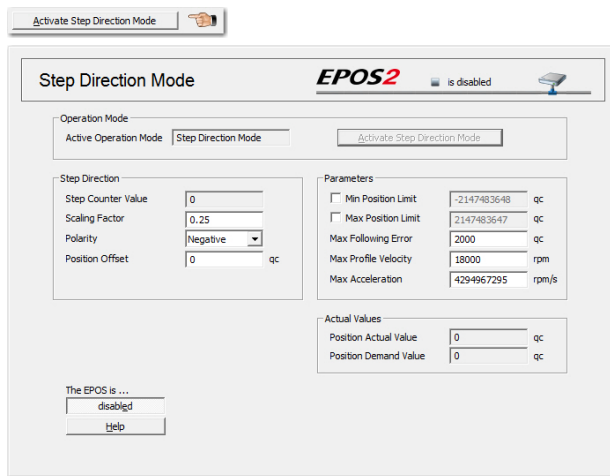 Activate Step Direction Mode
Step Direction Mode
EPOS2 is disabled
Operation Mode
Active Operation Mode Step Direction Mode Activate Step Direction Mode
Step Direction
Step Counter Value 0
Scaling Factor 0.25
Polarity Negative
Position Offset 0 qc
Parameters
Min Position Limit -2147483648 qc
Max Position Limit 2147483647 qc
Max Following Error 2000 qc
Max Profile Velocity 18000 rpm
Max Acceleration 4294967295 rpm/s
Actual Values
Position Actual Value 0 qc
Position Demand Value 0 qc
The EPOS is ...
disabled
Help